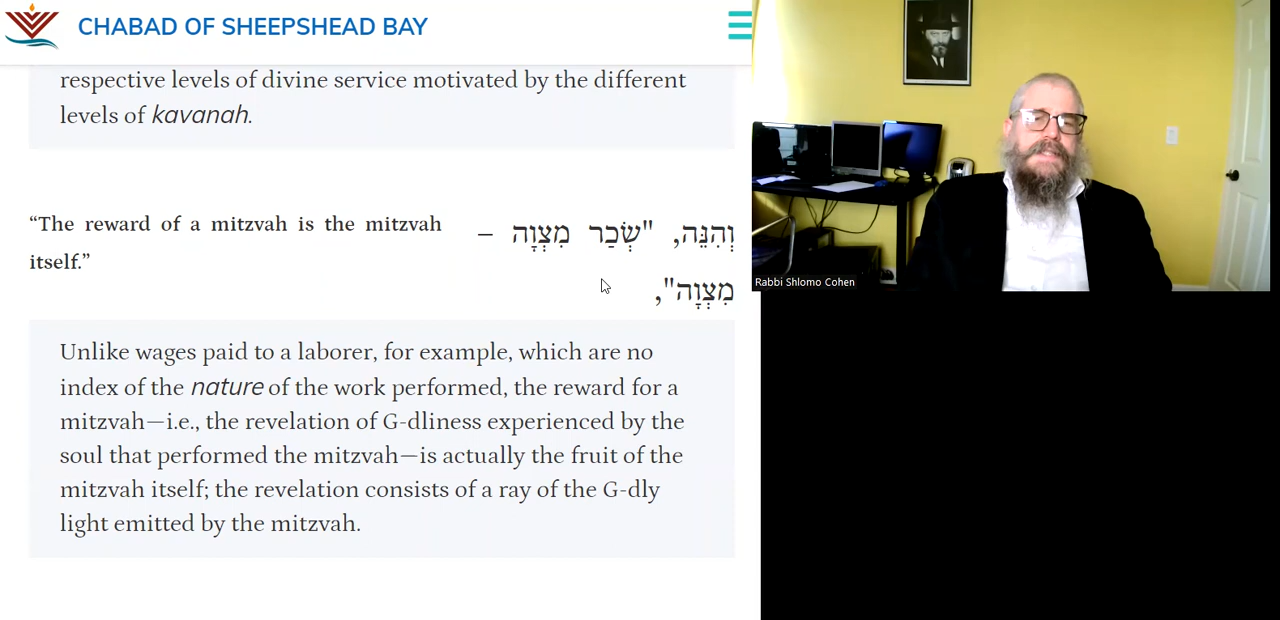 CHABAD OF SHEEPSHEAD BAY
respective levels of divine service motivated by the different
levels of kavanah.
“The reward of a mitzvah is the mitzvah
itself.”
וְהִנֵּה, "שְׂכַר מִצְוָה –
מִצְוָה",
Unlike wages paid to a laborer, for example, which are no
index of the nature of the work performed, the reward for a
mitzvah—i.e., the revelation of G-dliness experienced by the
soul that performed the mitzvah—is actually the fruit of the
mitzvah itself; the revelation consists of a ray of the G-dly
light emitted by the mitzvah.
Rabbi Shlomo Cohen